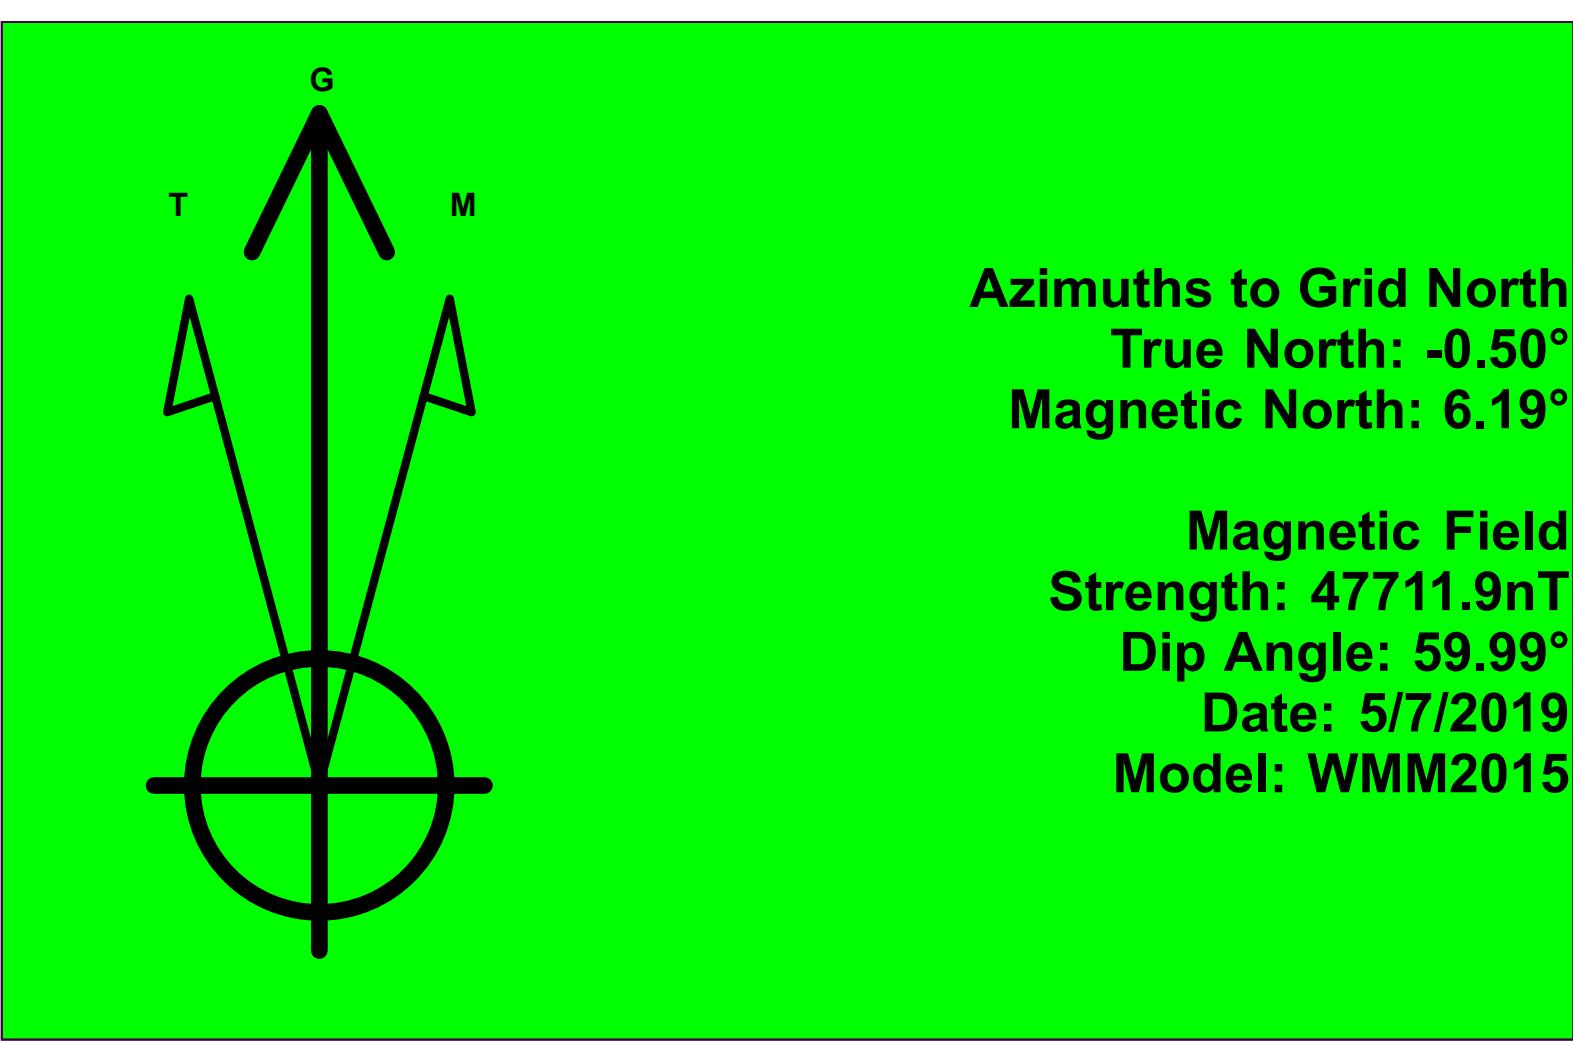 G
T
M
Azimuths to Grid North
True North: -0.50°
Magnetic North: 6.19°
Magnetic Field
Strength: 47711.9nT
Dip Angle: 59.99°
Date: 5/7/2019
Model: WMM2015